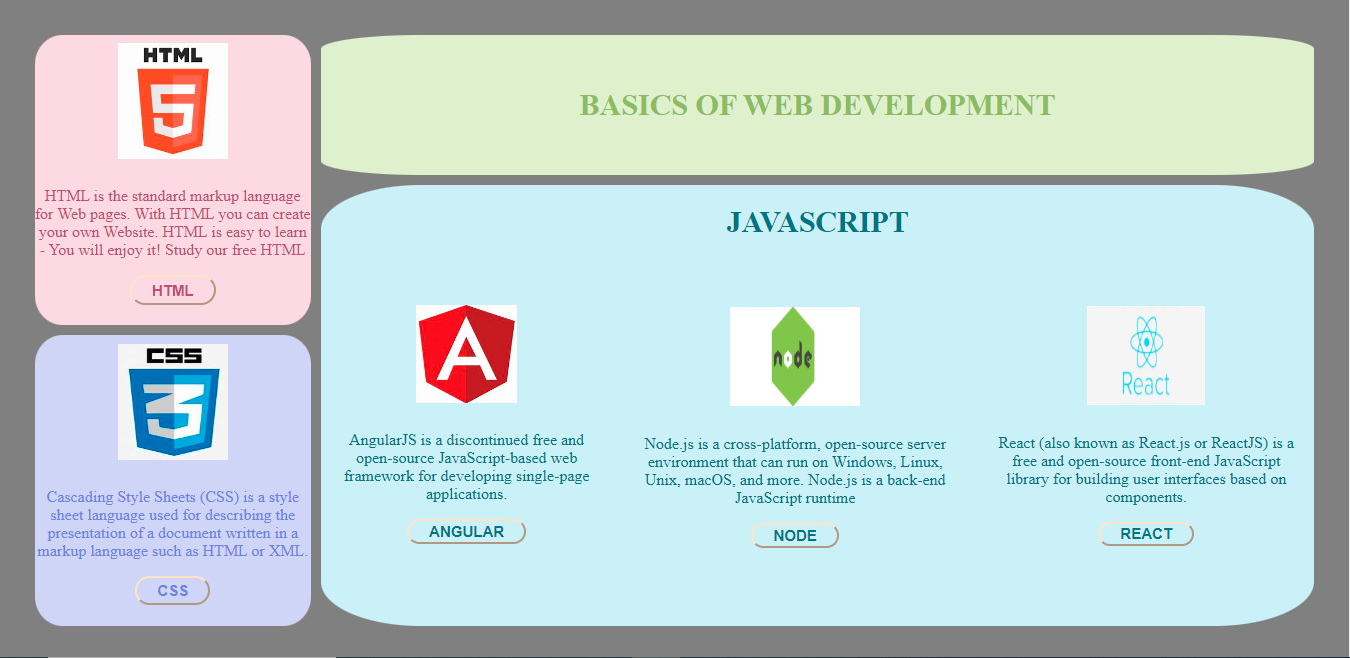 HTML
5
HTML is the standard markup language
for Web pages. With HTML you can create
your own Website. HTML is easy to learn
- You will enjoy it! Study our free HTML
HTML
CSS
3
Cascading Style Sheets (CSS) is a style
sheet language used for describing the
presentation of a document written in a
markup language such as HTML or XML.
CSS
BASICS OF WEB DEVELOPMENT
JAVASCRIPT
A
AngularJS is a discontinued free and
open-source JavaScript-based web
framework for developing single-page
applications.
ANGULAR
node
Node.js is a cross-platform, open-source server
environment that can run on Windows, Linux,
Unix, macOS, and more. Node.js is a back-end
JavaScript runtime
NODE
React
React (also known as React.js or ReactJS) is a
free and open-source front-end JavaScript
library for building user interfaces based on
components.
REACT